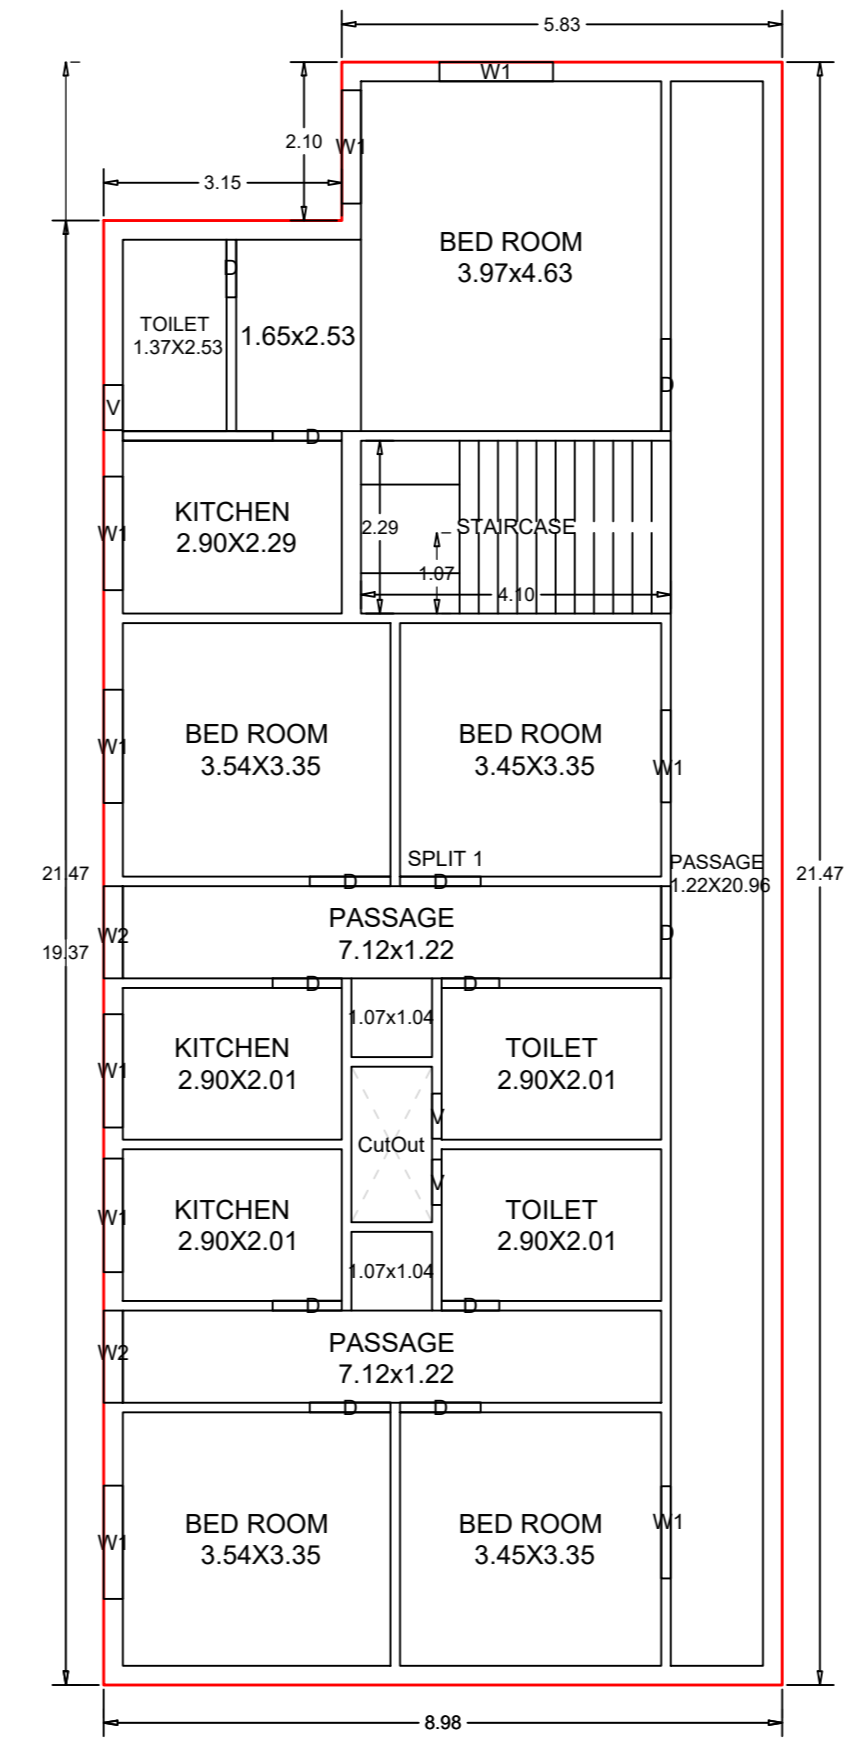 5.83
W1
2.10
W1
3.15
BED ROOM
3.97x4.63
D
TOILET
1.37X2.53
1.65x2.53
D
V
D
KITCHEN
2.90X2.29
W1
2.29
STAIRCASE
1.07
4.10
BED ROOM
3.54X3.35
W1
BED ROOM
3.45X3.35
W1
SPLIT 1
PASSAGE
1.22X20.96
21.47
21.47
D
D
PASSAGE
7.12x1.22
W2
D
19.37
D
D
1.07x1.04
KITCHEN
2.90X2.01
W1
TOILET
2.90X2.01
V
CutOut
V
KITCHEN
2.90X2.01
W1
TOILET
2.90X2.01
1.07x1.04
D
D
PASSAGE
7.12x1.22
W2
D
D
BED ROOM
3.54X3.35
W1
BED ROOM
3.45X3.35
W1
8.98